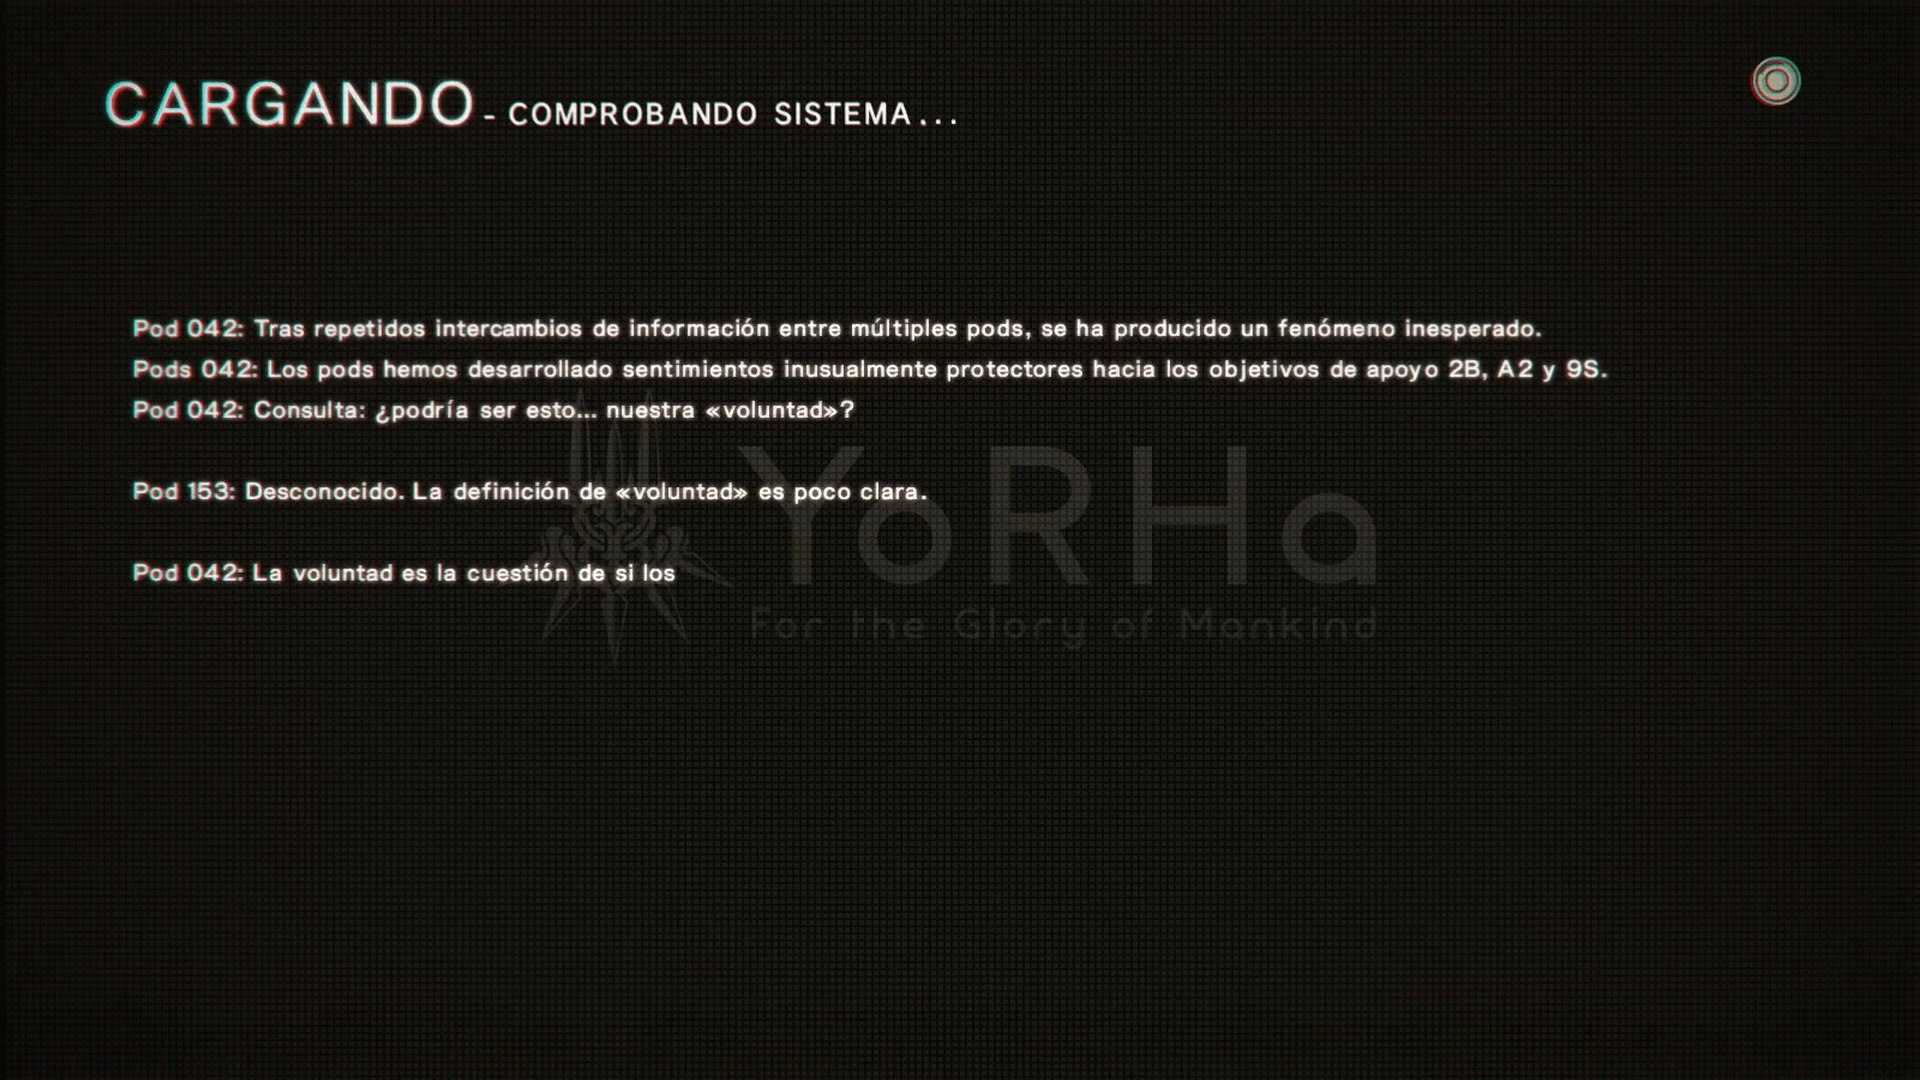 CARGANDO - COMPROBANDO SISTEMA...
Pod 042: Tras repetidos intercambios de información entre múltiples pods, se ha producido un fenómeno inesperado.
Pods 042: Los pods hemos desarrollado sentimientos inusualmente protectores hacia los objetivos de apoyo 2B, A2 y 9S.
Pod 042: Consulta: ¿podría ser esto... nuestra «voluntad»?
Pod 153: Desconocido. La definición de «voluntad» es poco clara.
Pod 042: La voluntad es la cuestión de si los
YoRHa
For the Glory of Mankind